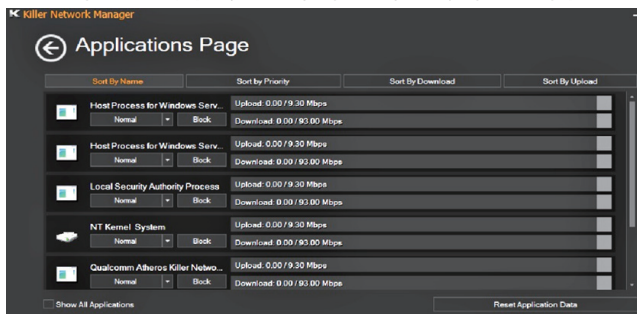 Killer Network Manager
Applications Page
Sort By Name Sort by Priority Sort By Download Sort By Upload
Host Process for Windows Serv... Upload: 0.00 / 9.30 Mbps
Normal Block Download: 0.00 / 93.00 Mbps
Host Process for Windows Serv... Upload: 0.00 / 9.30 Mbps
Normal Block Download: 0.00 / 93.00 Mbps
Local Security Authority Process Upload: 0.00 / 9.30 Mbps
Normal Block Download: 0.00 / 93.00 Mbps
NT Kernel System Upload: 0.00 / 9.30 Mbps
Normal Block Download: 0.00 / 93.00 Mbps
Qualcomm Atheros Killer Netwo... Upload: 0.00 / 9.30 Mbps
Normal Block Download: 0.00 / 93.00 Mbps
Show All Applications Reset Application Data